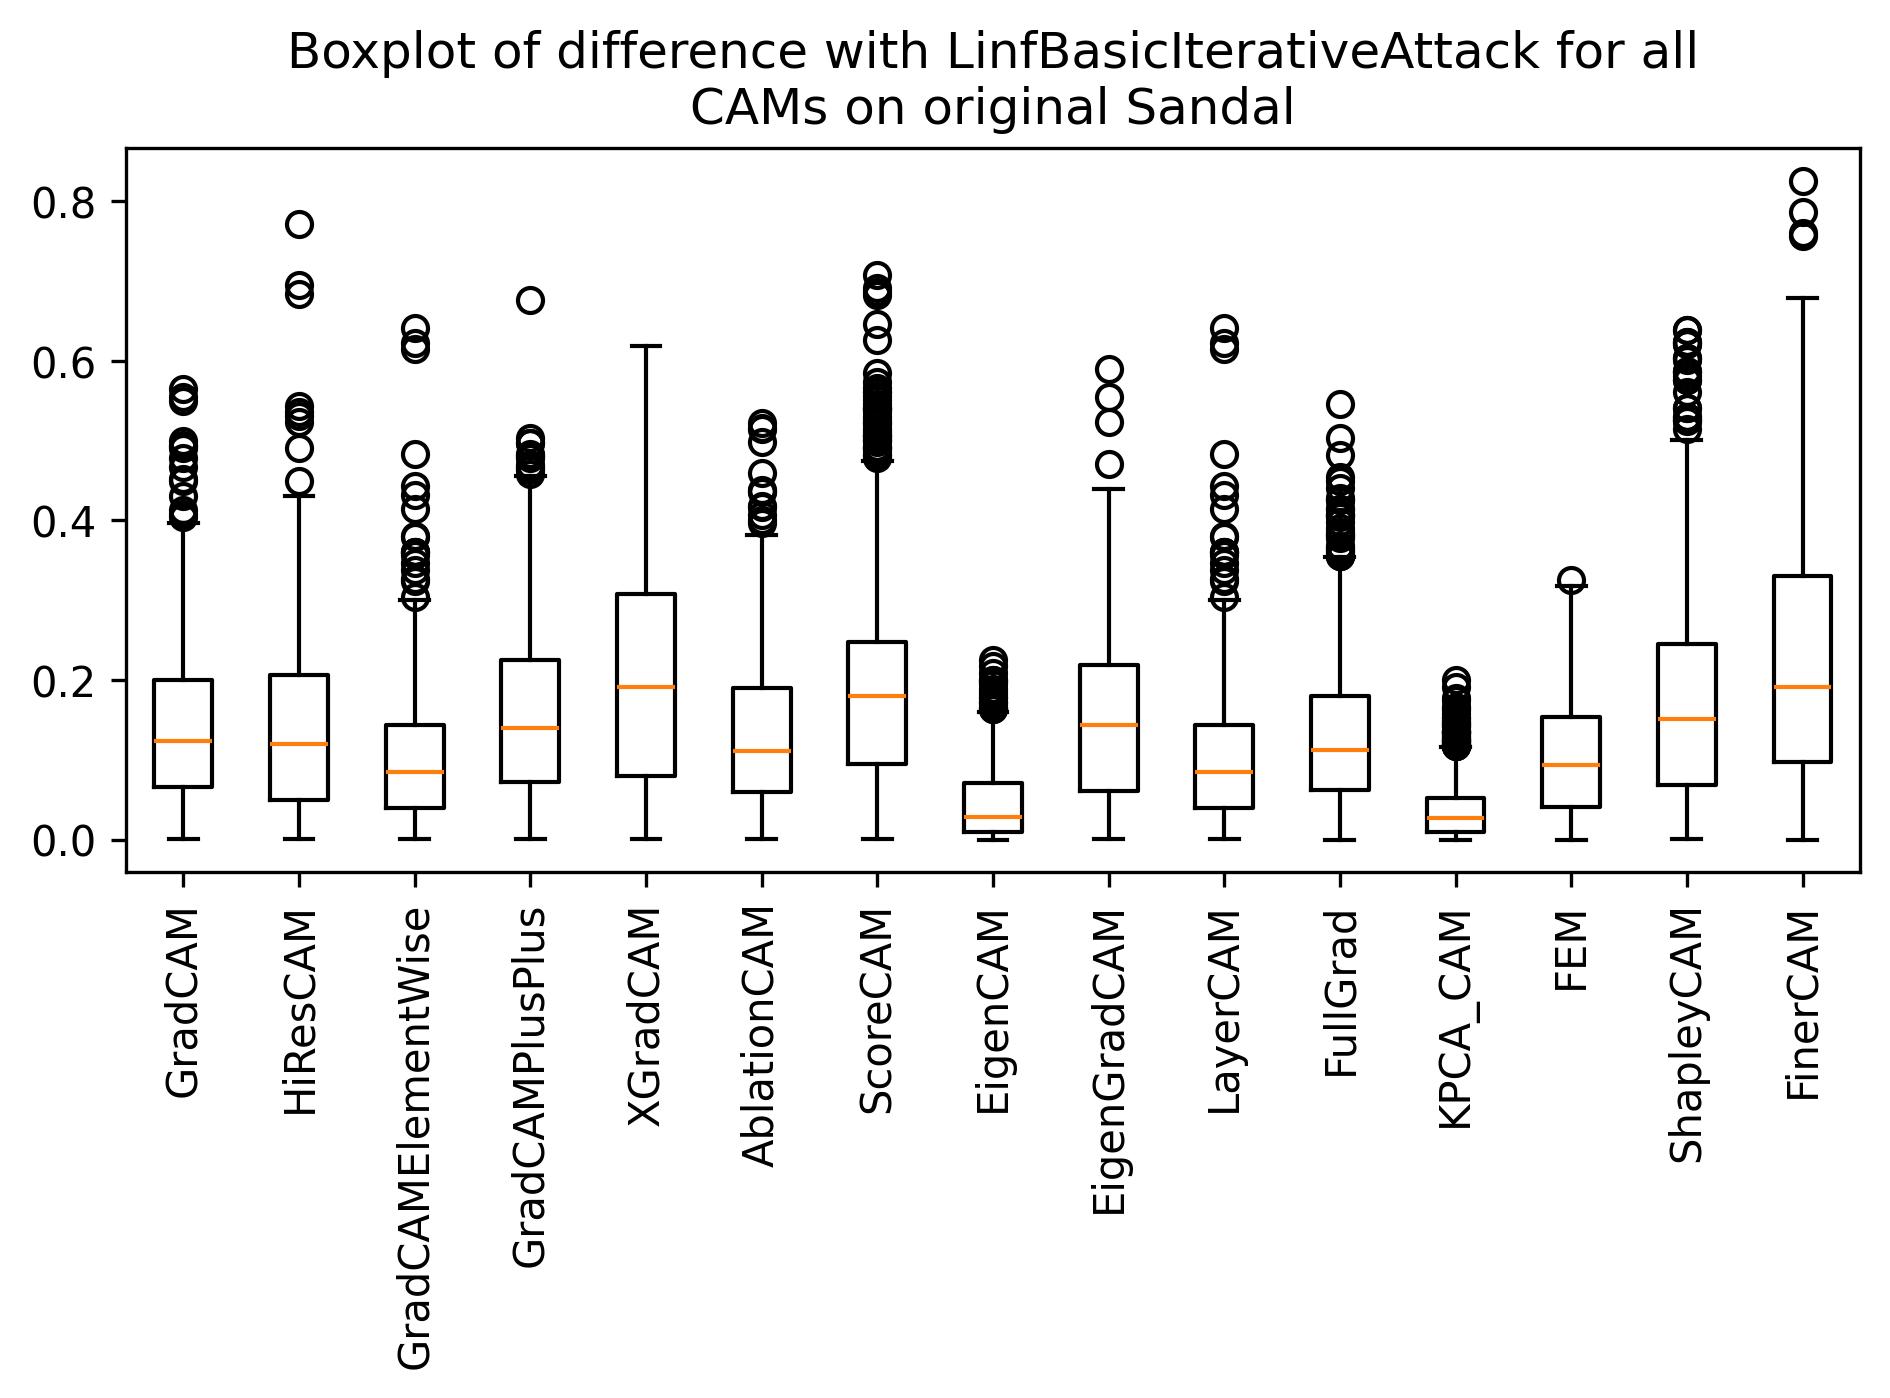 Boxplot of difference with LinfBasicIterativeAttack for all
CAMs on original Sandal
0.8
0.6
0.4
0.2
0.0
GradCAM
HiResCAM
GradCAMElementWise
GradCAMPlusPlus
XGradCAM
AblationCAM
ScoreCAM
EigenCAM
EigenGradCAM
LayerCAM
FullGrad
KPCA_CAM
FEM
ShapleyCAM
FinerCAM